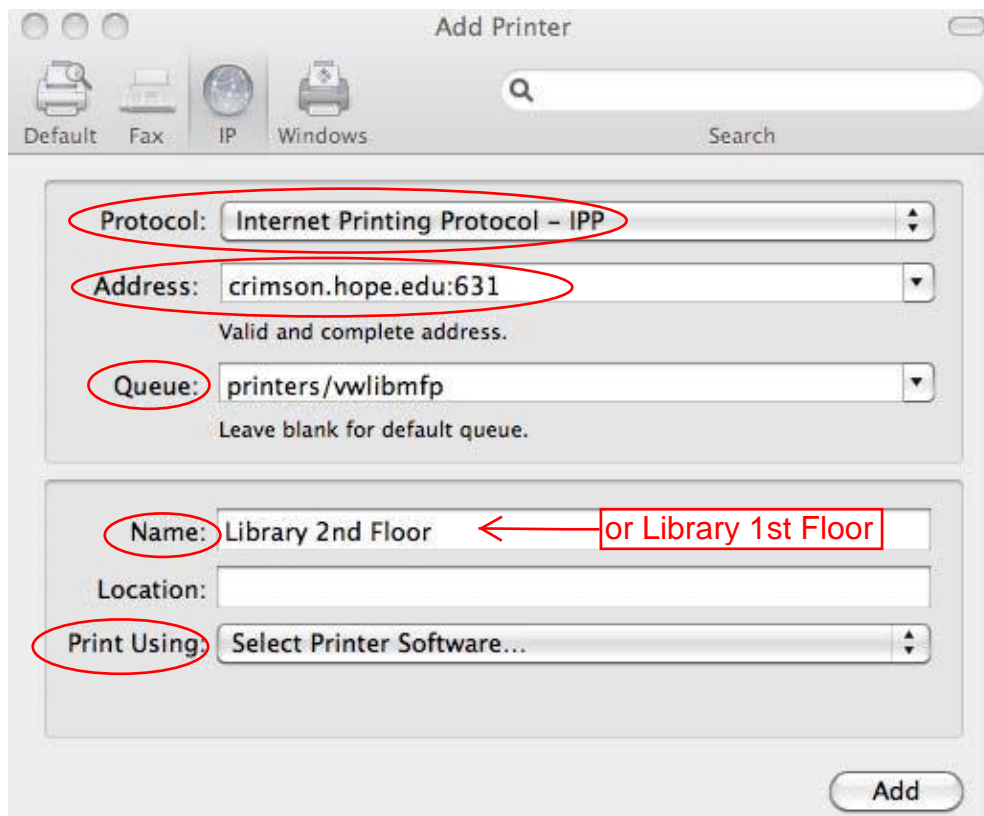 Add Printer
Default Fax IP Windows Search
Protocol: Internet Printing Protocol – IPP
Address: crimson.hope.edu:631
Valid and complete address.
Queue: printers/vwlibmfp
Leave blank for default queue.
Name: Library 2nd Floor or Library 1st Floor
Location:
Print Using: Select Printer Software...
Add